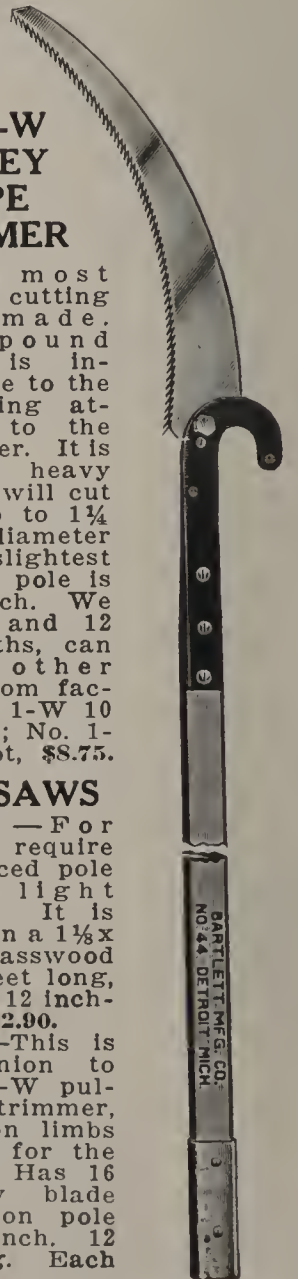 -W
EY
PE
MER
most
cutting
made.
pound
is in-
e to the
ing at-
to the
er. It is
heavy
will cut
o to 1¼
diameter
slightest
pole is
ch. We
and 12
ths, can
other
om fac-
1-W 10
; No. 1-
ot, $8.75.
SAWS
—For
require
ced pole
light
It is
n a 1⅛x
asswood
eet long,
12 inch-
2.90.
-This is
nion to
-W pul-
trimmer,
on limbs
for the
Has 16
y blade
on pole
nch. 12
g. Each
BARTLETT MFG. CO.
NO. 44 DETROIT MICH.